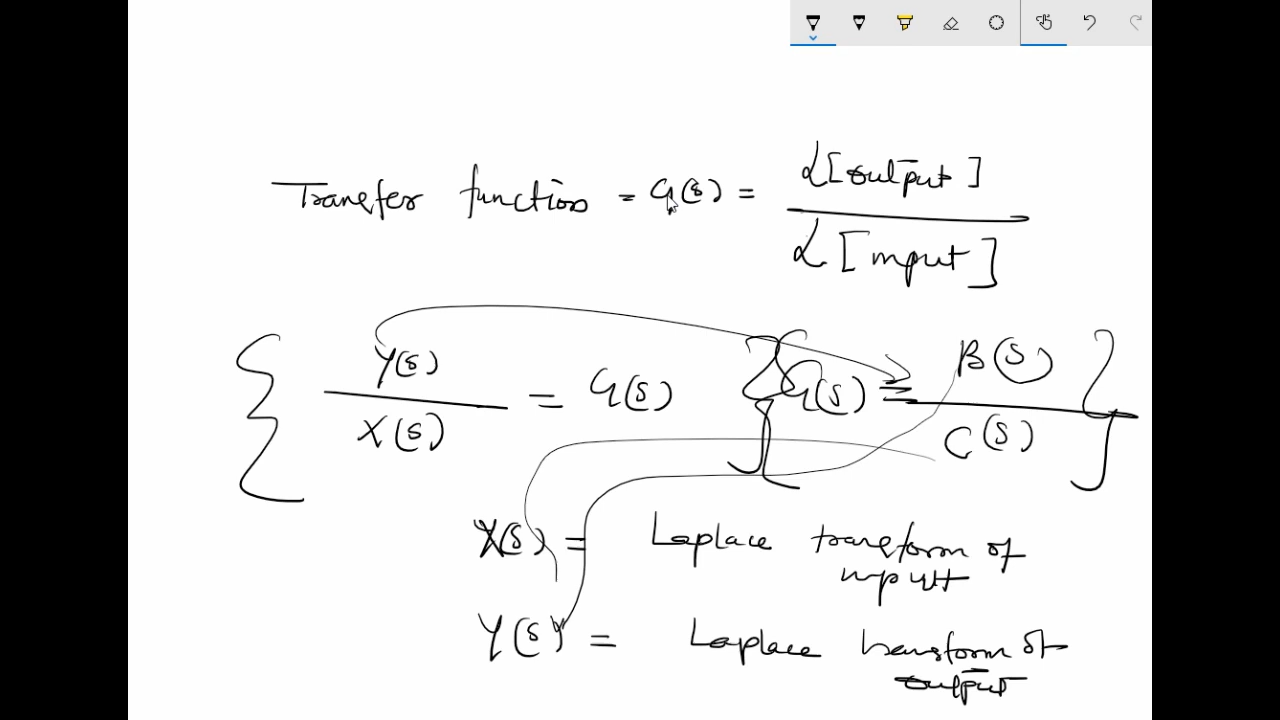 Transfer function = G(s) = L[output] / L[input]
{ Y(s) / X(s) = G(s) } { G(s) = B(s) / C(s) }
X(s) = Laplace transform of
input
Y(s) = Laplace transform of
output